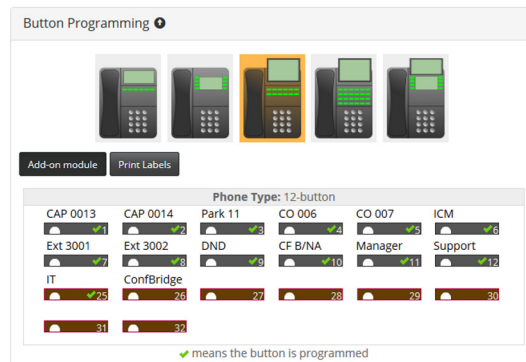 Button Programming
Add-on module Print Labels
Phone Type: 12-button
CAP 0013 CAP 0014 Park 11 CO 006 CO 007 ICM
1 2 3 4 5 6
Ext 3001 Ext 3002 DND CF B/NA Manager Support
7 8 9 10 11 12
IT ConfBridge
25 26 27 28 29 30
31 32
means the button is programmed